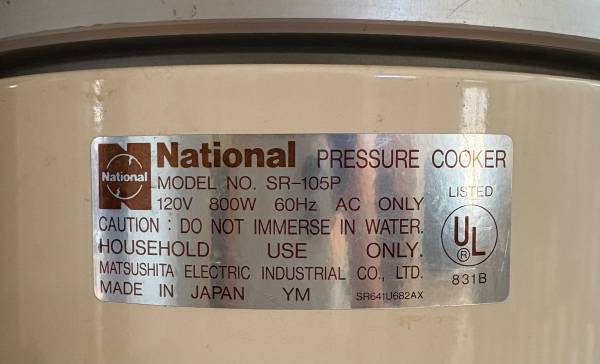 National
National PRESSURE COOKER
MODEL NO. SR-105P
120V 800W 60Hz AC ONLY
CAUTION : DO NOT IMMERSE IN WATER.
HOUSEHOLD USE ONLY.
MATSUSHITA ELECTRIC INDUSTRIAL CO., LTD.
MADE IN JAPAN YM
SR641U682AX
LISTED
UL
®
831B